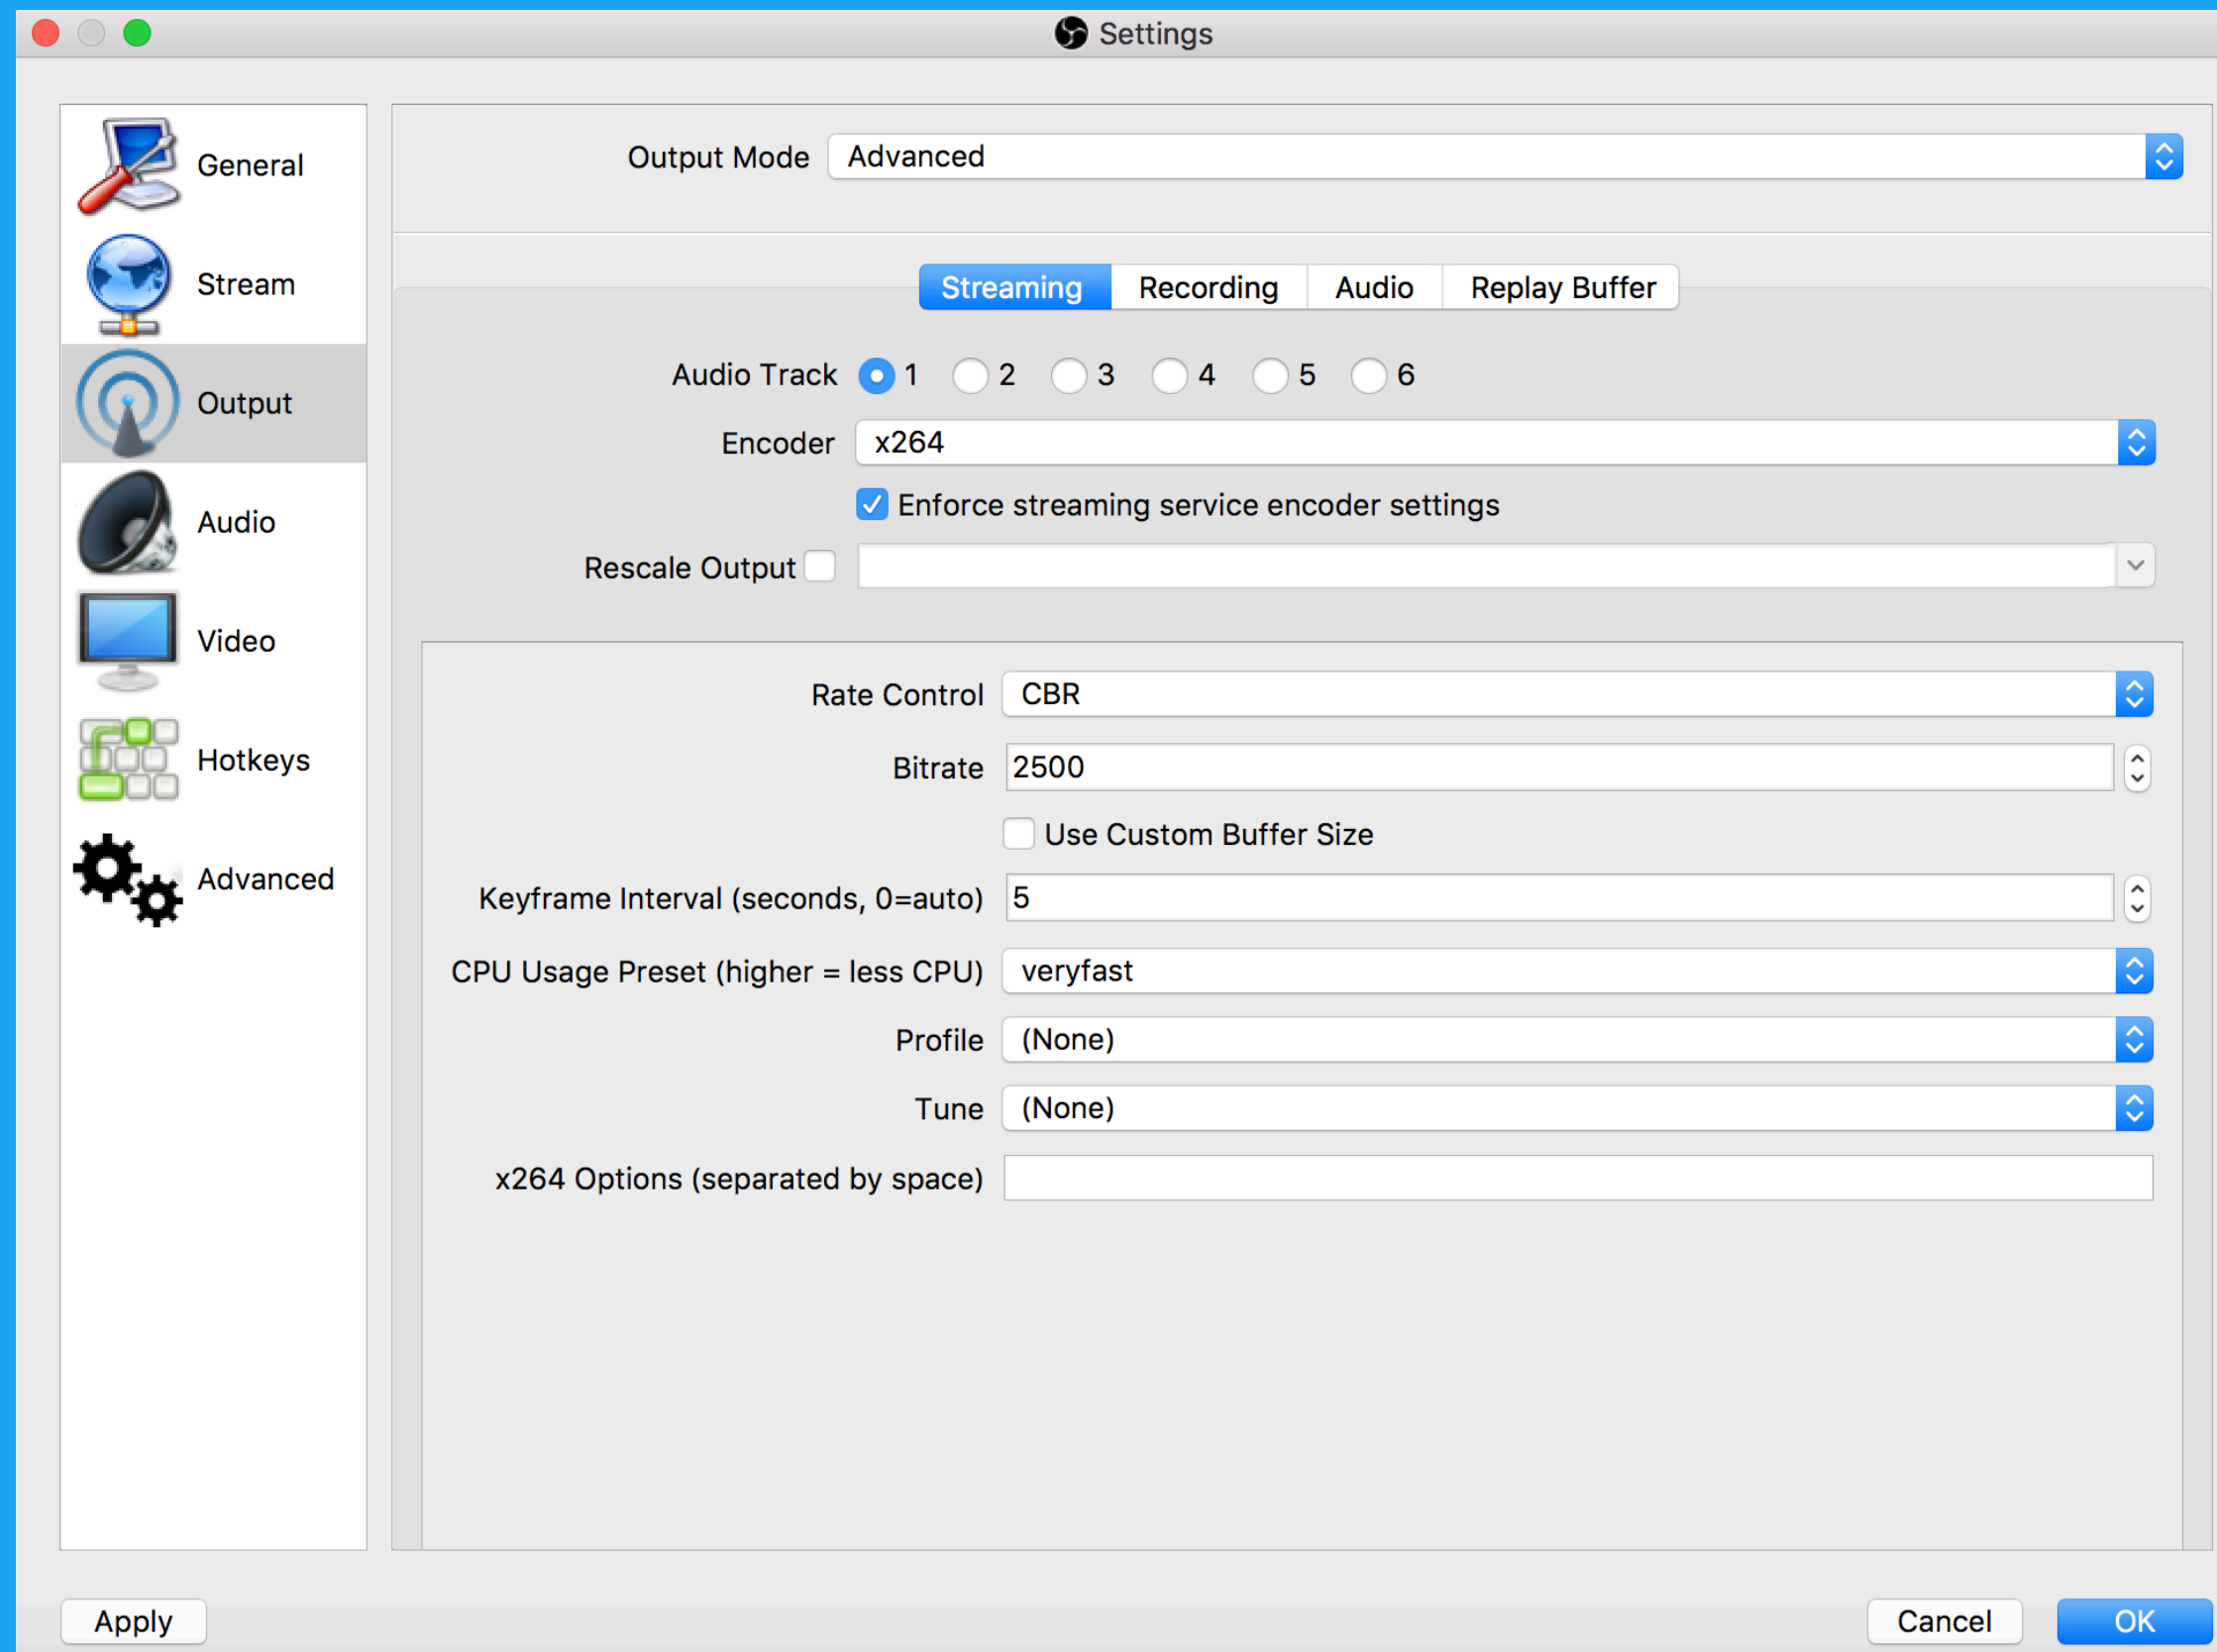 Settings
General
Stream
Output
Audio
Video
Hotkeys
Advanced
Output Mode Advanced
Streaming Recording Audio Replay Buffer
Audio Track 1 2 3 4 5 6
Encoder x264
Enforce streaming service encoder settings
Rescale Output
Rate Control CBR
Bitrate 2500
Use Custom Buffer Size
Keyframe Interval (seconds, 0=auto) 5
CPU Usage Preset (higher = less CPU) veryfast
Profile (None)
Tune (None)
x264 Options (separated by space)
Apply Cancel OK